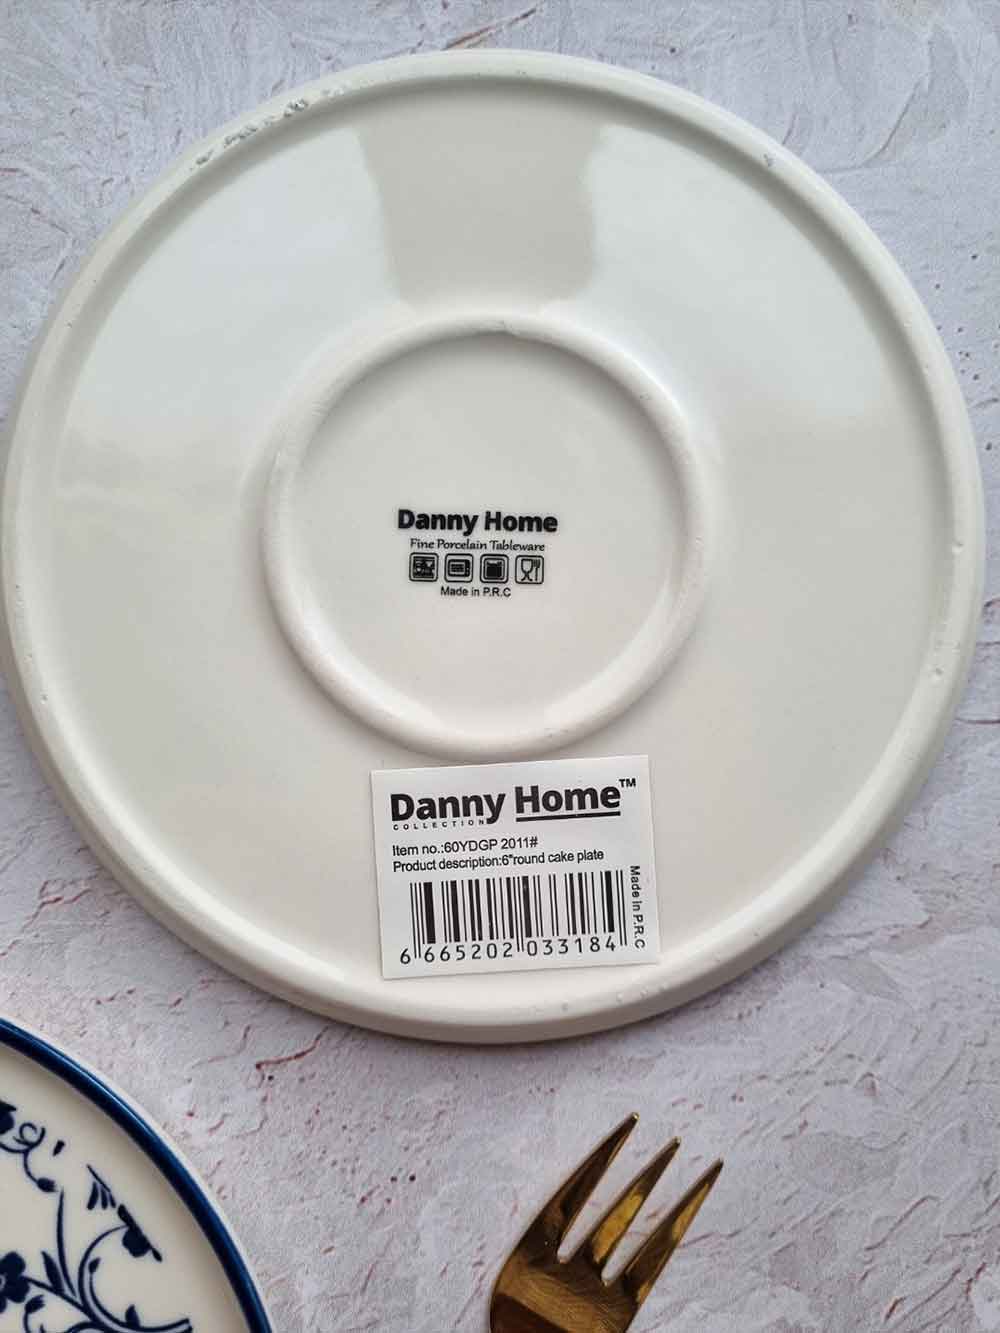 Danny Home
Fine Porcelain Tableware
Made in P.R.C
Danny Home™
COLLECTION
Item no.:60YDGP 2011#
Product description:6"round cake plate
Made in P.R.C
6 665202 033184